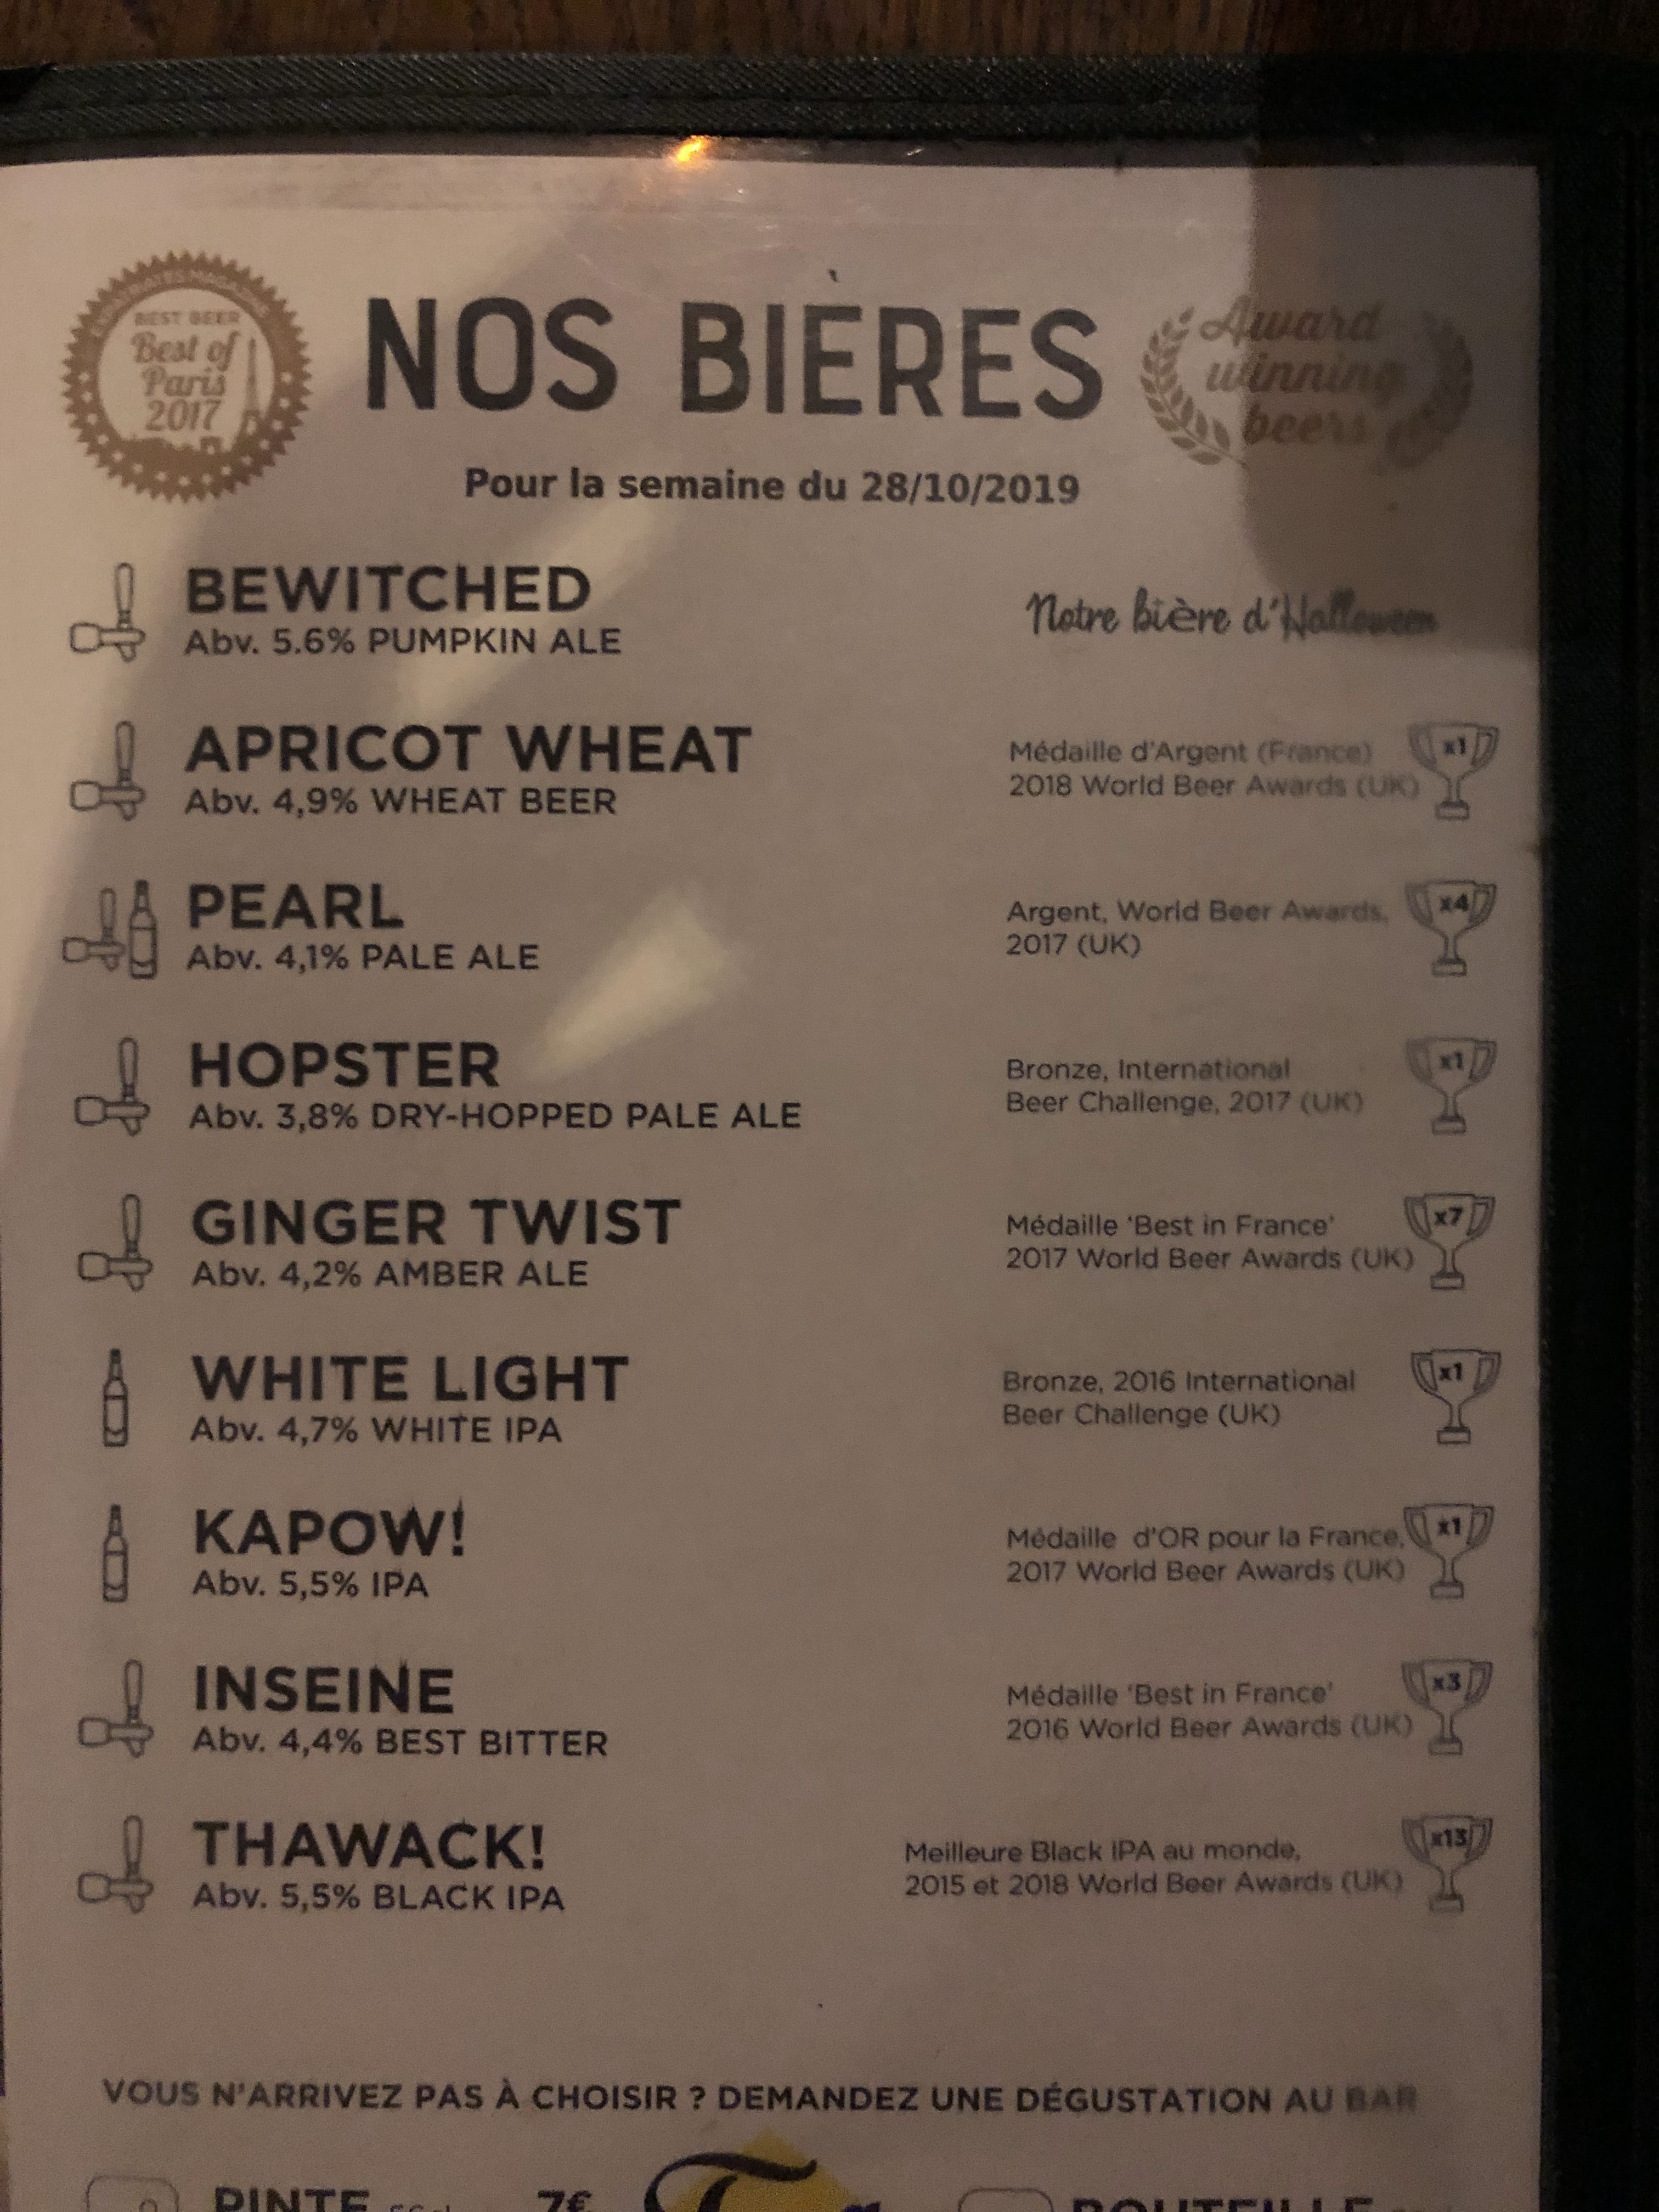 BEST BEER
Best of
Paris
2017
NOS BIÈRES
Award
winning
beers
Pour la semaine du 28/10/2019
BEWITCHED
Abv. 5.6% PUMPKIN ALE
Notre bière d'Halloween
APRICOT WHEAT
Abv. 4,9% WHEAT BEER
Médaille d'Argent (France)
2018 World Beer Awards (UK)
x1
PEARL
Abv. 4,1% PALE ALE
Argent, World Beer Awards,
2017 (UK)
x4
HOPSTER
Abv. 3,8% DRY-HOPPED PALE ALE
Bronze, International
Beer Challenge, 2017 (UK)
x1
GINGER TWIST
Abv. 4,2% AMBER ALE
Médaille 'Best in France'
2017 World Beer Awards (UK)
x7
WHITE LIGHT
Abv. 4,7% WHITE IPA
Bronze, 2016 International
Beer Challenge (UK)
x1
KAPOW!
Abv. 5,5% IPA
Médaille d'OR pour la France,
2017 World Beer Awards (UK)
x1
INSEINE
Abv. 4,4% BEST BITTER
Médaille 'Best in France'
2016 World Beer Awards (UK)
x3
THAWACK!
Abv. 5,5% BLACK IPA
Meilleure Black IPA au monde,
2015 et 2018 World Beer Awards (UK)
x13
VOUS N'ARRIVEZ PAS À CHOISIR ? DEMANDEZ UNE DÉGUSTATION AU BAR
PINTE 7€
BOUTEILLE